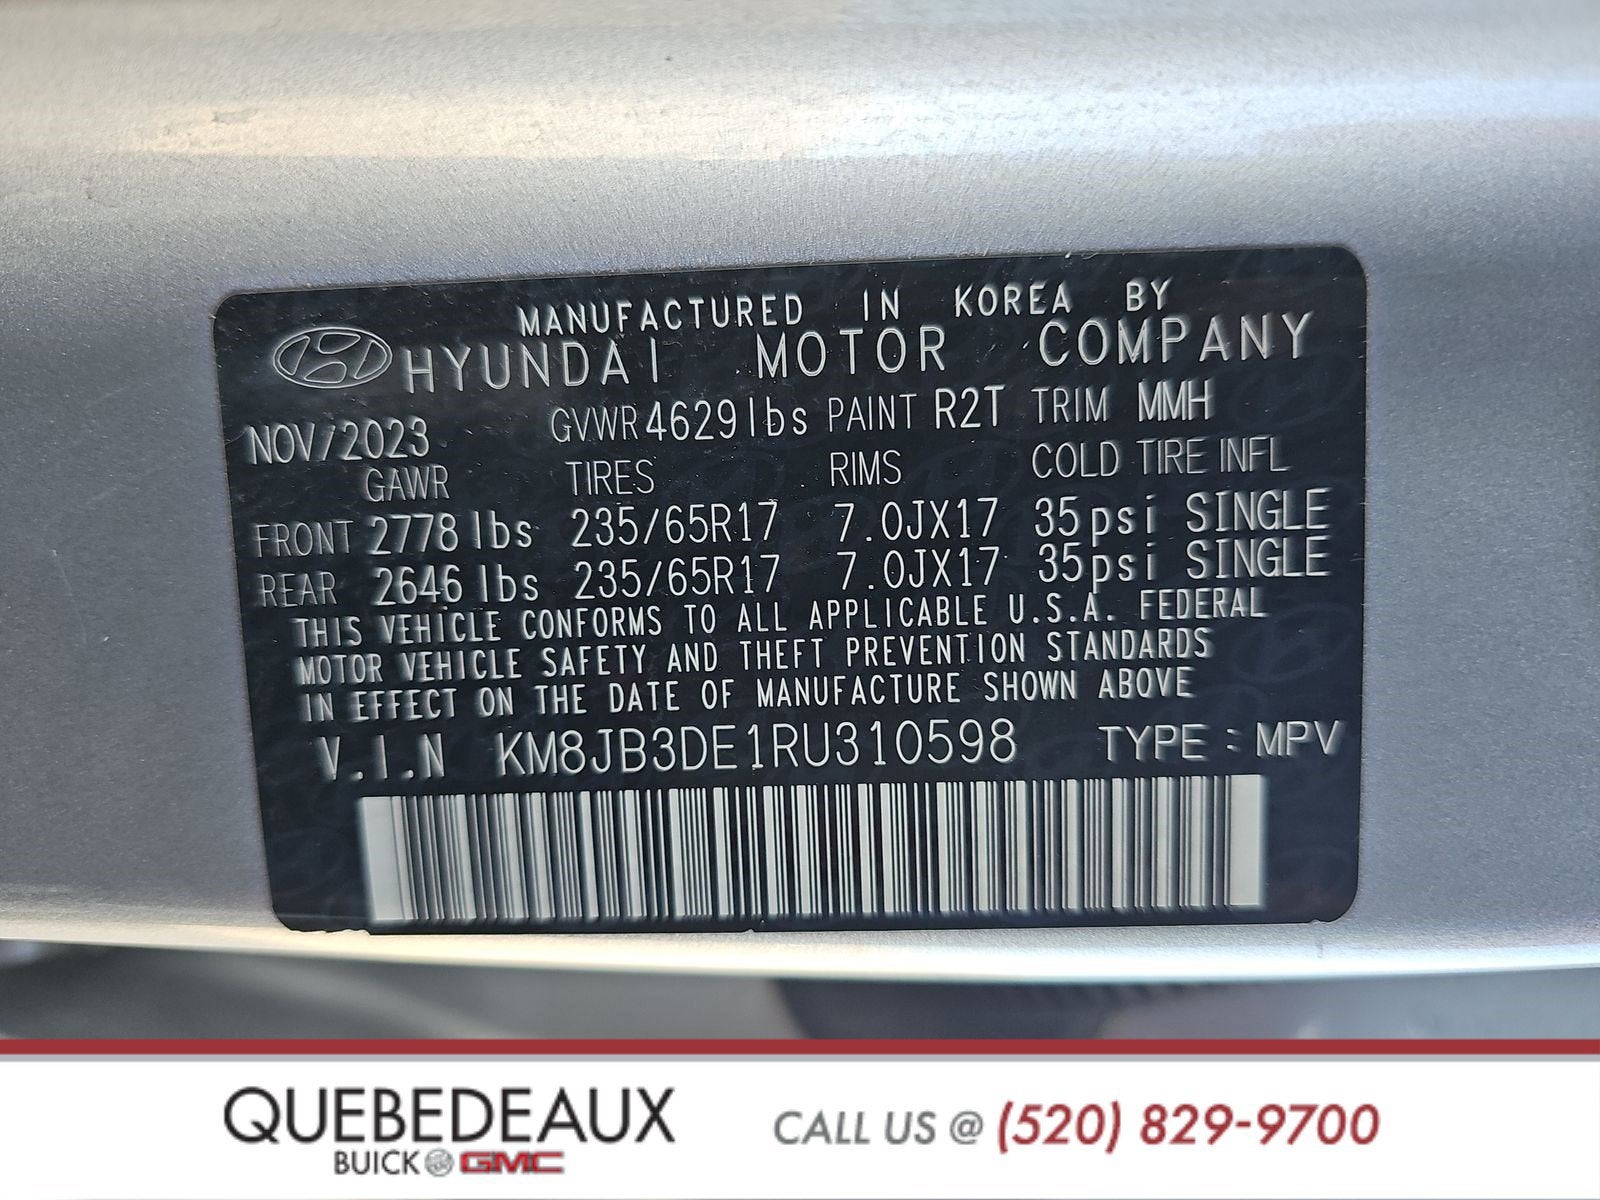 MANUFACTURED IN KOREA BY
HYUNDAI MOTOR COMPANY
NOV/2023 GVWR 4629lbs PAINT R2T TRIM MMH
GAWR TIRES RIMS COLD TIRE INFL
FRONT 2778 lbs 235/65R17 7.0JX17 35psi SINGLE
REAR 2646 lbs 235/65R17 7.0JX17 35psi SINGLE
THIS VEHICLE CONFORMS TO ALL APPLICABLE U.S.A. FEDERAL
MOTOR VEHICLE SAFETY AND THEFT PREVENTION STANDARDS
IN EFFECT ON THE DATE OF MANUFACTURE SHOWN ABOVE
V.I.N KM8JB3DE1RU310598 TYPE : MPV
QUEBEDEAUX
BUICK GMC
CALL US @ (520) 829-9700